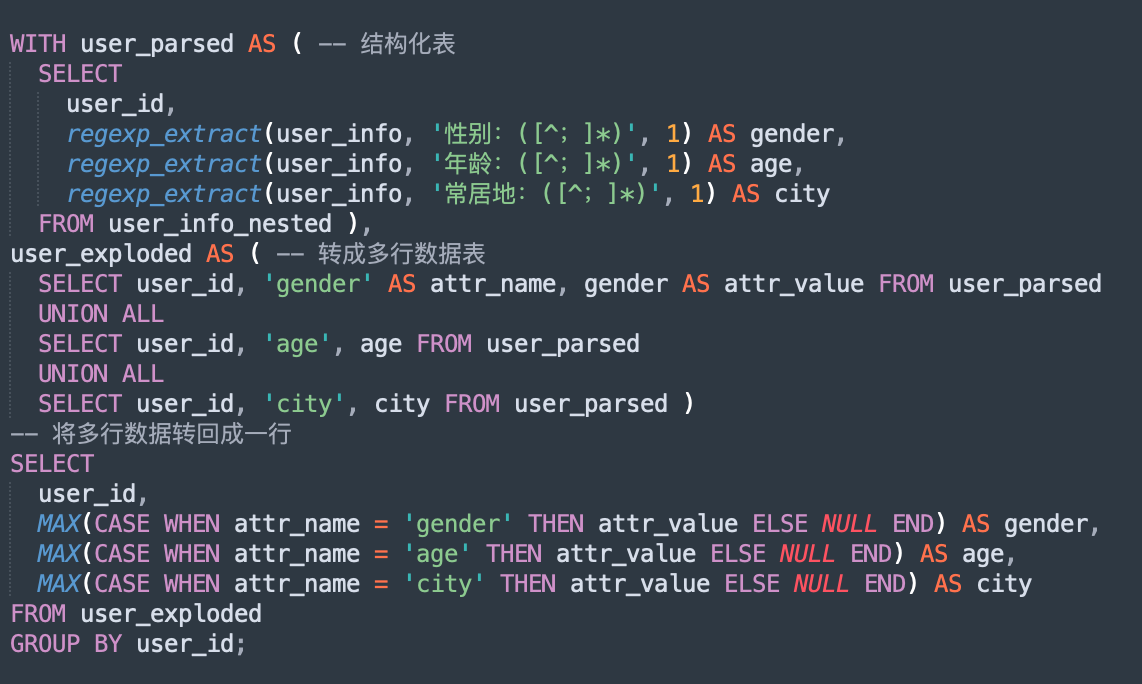 WITH user_parsed AS ( -- 结构化表
  SELECT
    user_id,
    regexp_extract(user_info, '性别：([^；]*)', 1) AS gender,
    regexp_extract(user_info, '年龄：([^；]*)', 1) AS age,
    regexp_extract(user_info, '常居地：([^；]*)', 1) AS city
  FROM user_info_nested ),
user_exploded AS ( -- 转成多行数据表
  SELECT user_id, 'gender' AS attr_name, gender AS attr_value FROM user_parsed
  UNION ALL
  SELECT user_id, 'age', age FROM user_parsed
  UNION ALL
  SELECT user_id, 'city', city FROM user_parsed )
-- 将多行数据转回成一行
SELECT
  user_id,
  MAX(CASE WHEN attr_name = 'gender' THEN attr_value ELSE NULL END) AS gender,
  MAX(CASE WHEN attr_name = 'age' THEN attr_value ELSE NULL END) AS age,
  MAX(CASE WHEN attr_name = 'city' THEN attr_value ELSE NULL END) AS city
FROM user_exploded
GROUP BY user_id;